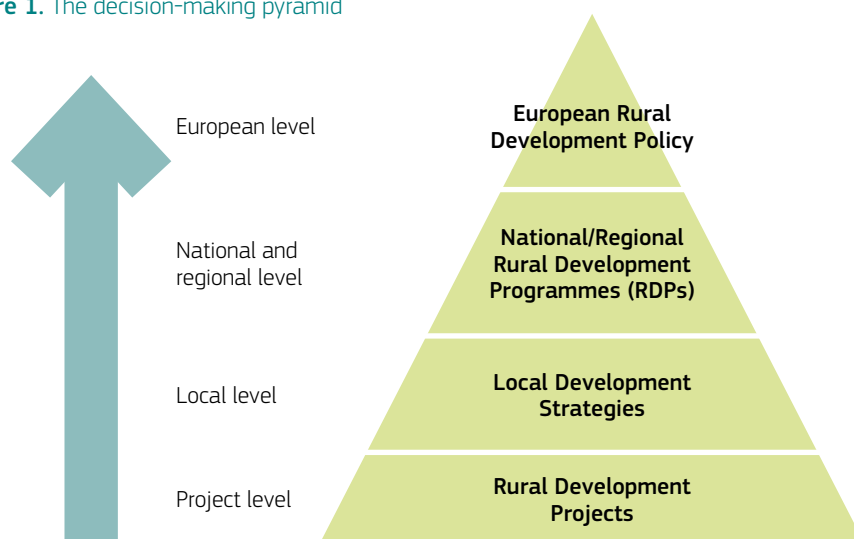 re 1. The decision-making pyramid
European level
European Rural
Development Policy
National and
regional level
National/Regional
Rural Development
Programmes (RDPs)
Local level
Local Development
Strategies
Project level
Rural Development
Projects